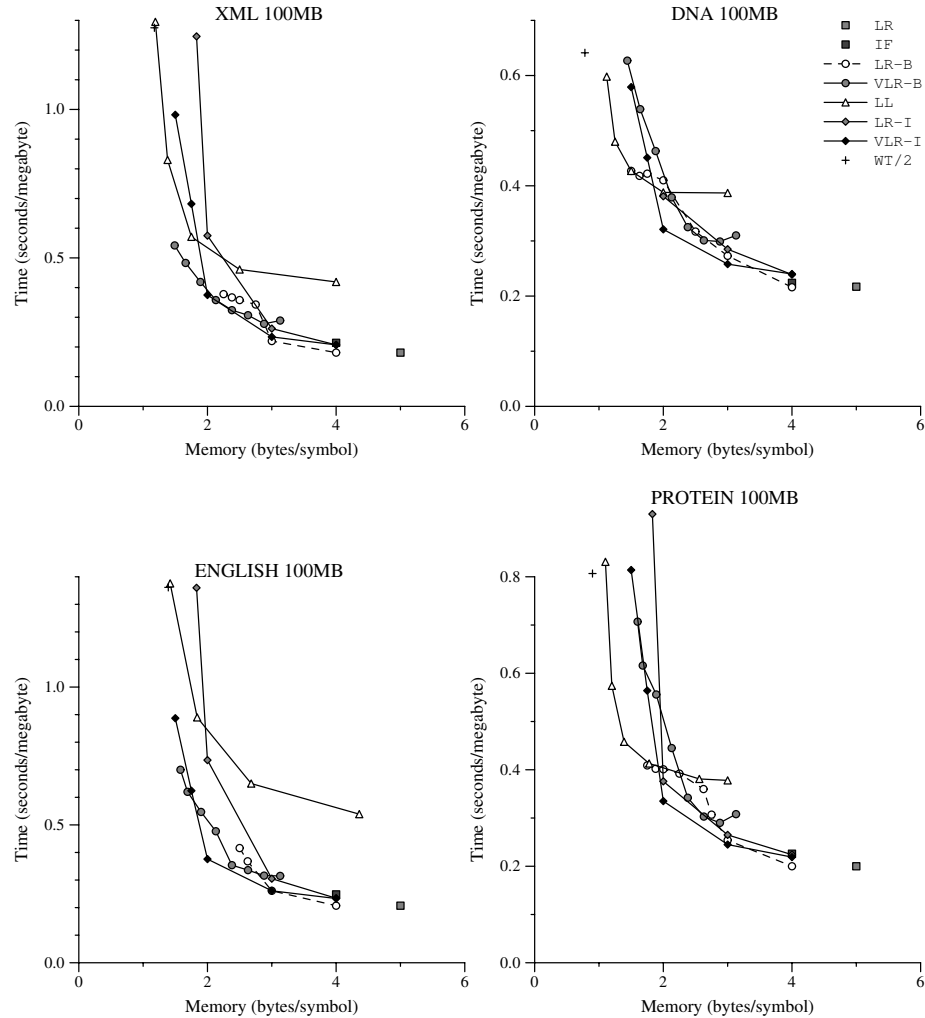 XML 100MB
1.0
0.5
0.0
0
2
4
6
Time (seconds/megabyte)
Memory (bytes/symbol)
DNA 100MB
0.6
0.4
0.2
0.0
0
2
4
6
Time (seconds/megabyte)
Memory (bytes/symbol)
LR
IF
LR-B
VLR-B
LL
LR-I
VLR-I
WT/2
ENGLISH 100MB
1.0
0.5
0.0
0
2
4
6
Time (seconds/megabyte)
Memory (bytes/symbol)
PROTEIN 100MB
0.8
0.6
0.4
0.2
0.0
0
2
4
6
Time (seconds/megabyte)
Memory (bytes/symbol)